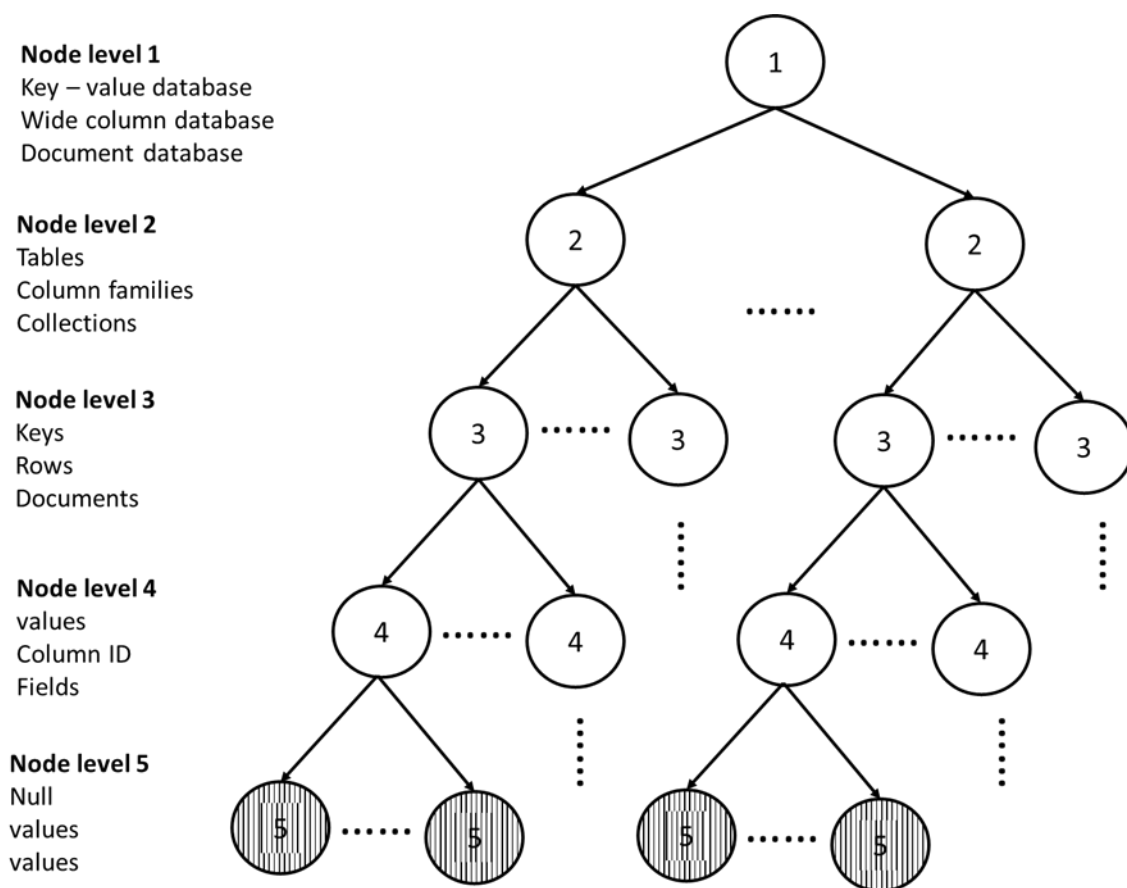 Node level 1
Key – value database
Wide column database
Document database
1
Node level 2
Tables
Column families
Collections
2
2
......
Node level 3
Keys
Rows
Documents
3
......
3
3
......
3
Node level 4
values
Column ID
Fields
4
......
4
4
......
4
Node level 5
Null
values
values
5
......
5
5
......
5